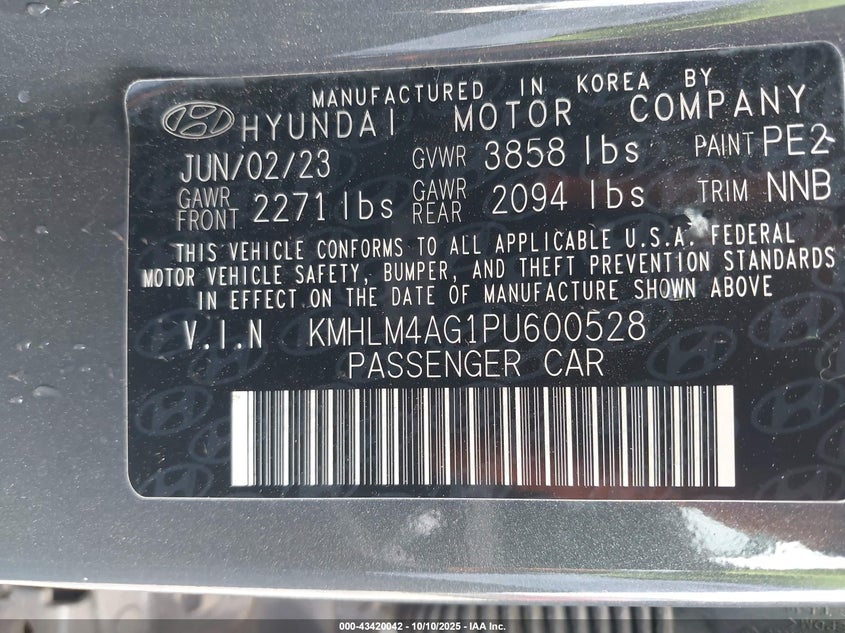 MANUFACTURED IN KOREA BY
HYUNDAI MOTOR COMPANY
JUN/02/23 GVWR 3858 lbs PAINT PE2
GAWR FRONT 2271 lbs GAWR REAR 2094 lbs TRIM NNB
THIS VEHICLE CONFORMS TO ALL APPLICABLE U.S.A. FEDERAL
MOTOR VEHICLE SAFETY, BUMPER, AND THEFT PREVENTION STANDARDS
IN EFFECT ON THE DATE OF MANUFACTURE SHOWN ABOVE
V.I.N KMHLM4AG1PU600528
PASSENGER CAR
000-43420042 - 10/10/2025 - IAA Inc.